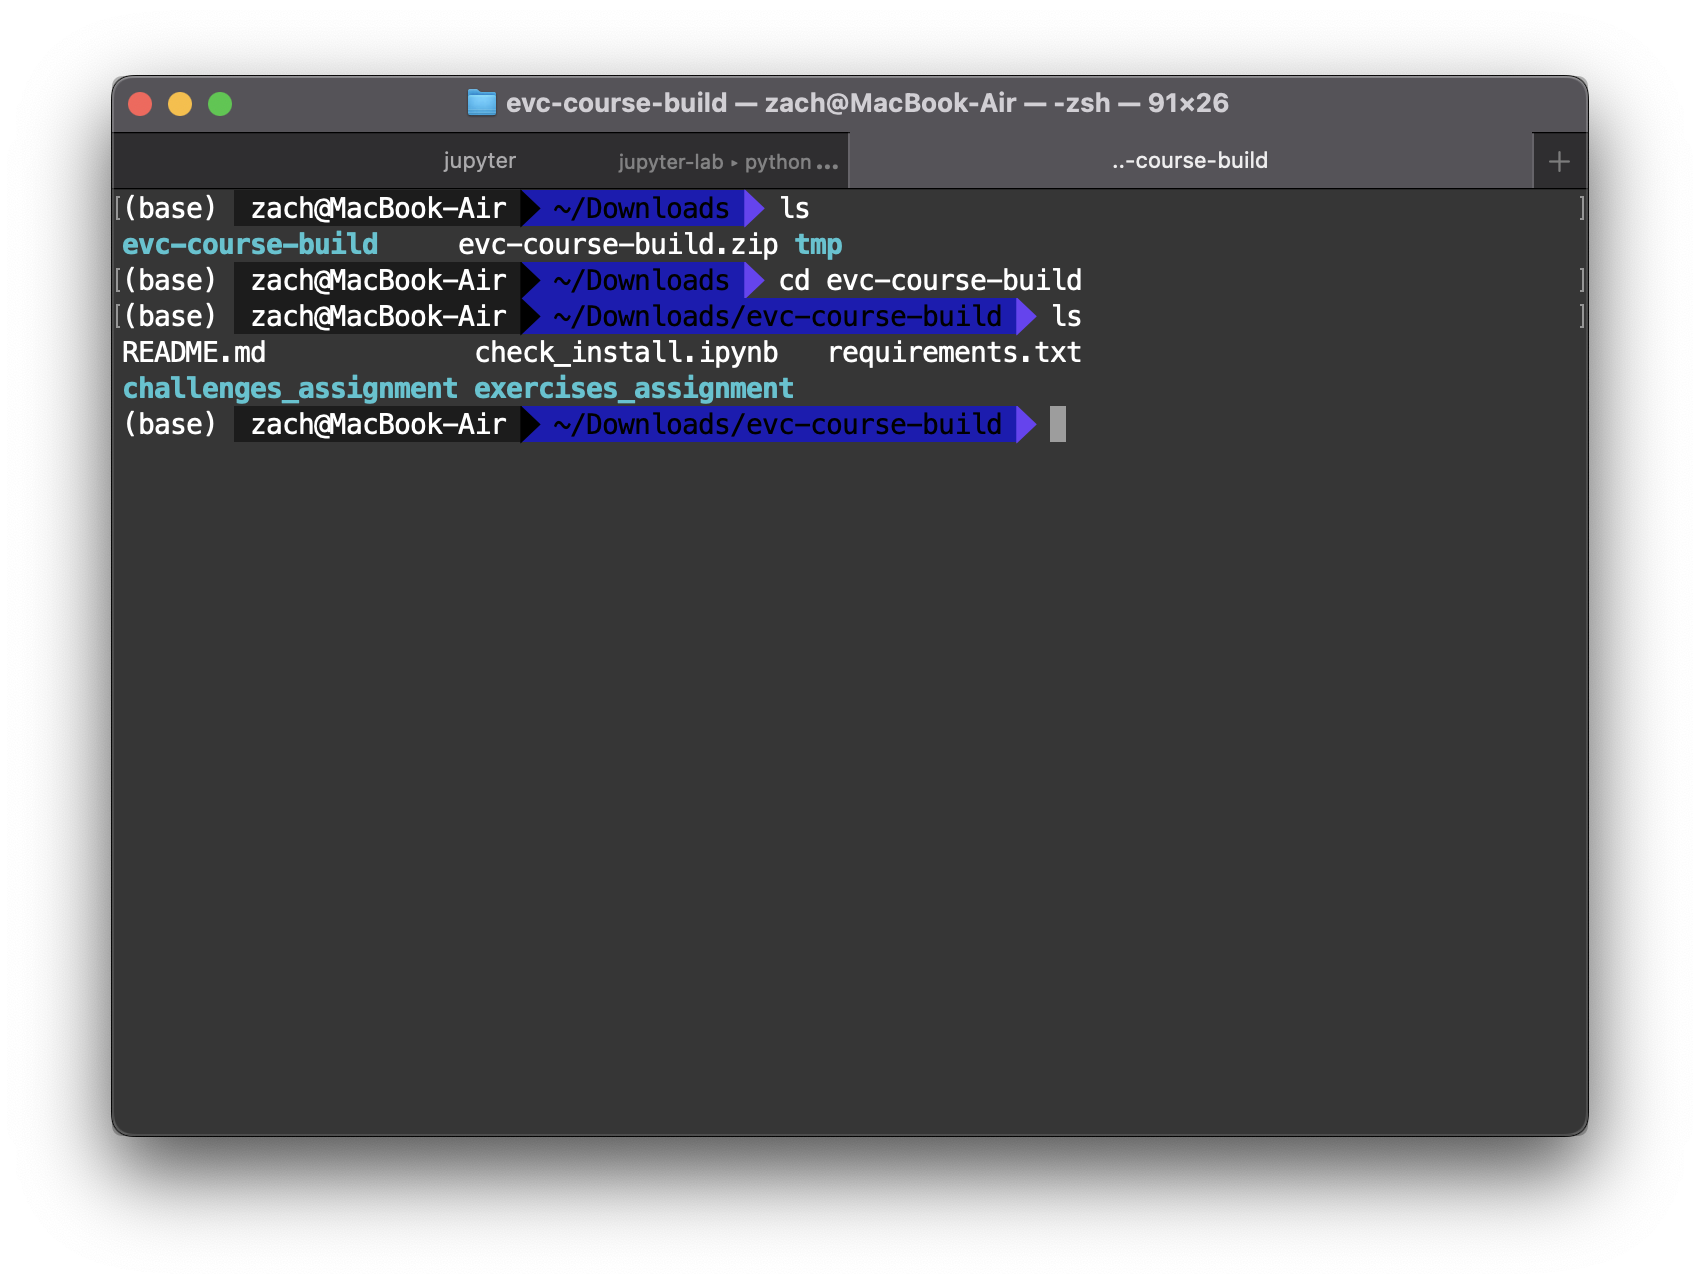 evc-course-build — zach@MacBook-Air — -zsh — 91×26
jupyter jupyter-lab ▸ python ... ..-course-build +
(base) zach@MacBook-Air ~/Downloads ls
evc-course-build evc-course-build.zip tmp
(base) zach@MacBook-Air ~/Downloads cd evc-course-build
(base) zach@MacBook-Air ~/Downloads/evc-course-build ls
README.md check_install.ipynb requirements.txt
challenges_assignment exercises_assignment
(base) zach@MacBook-Air ~/Downloads/evc-course-build